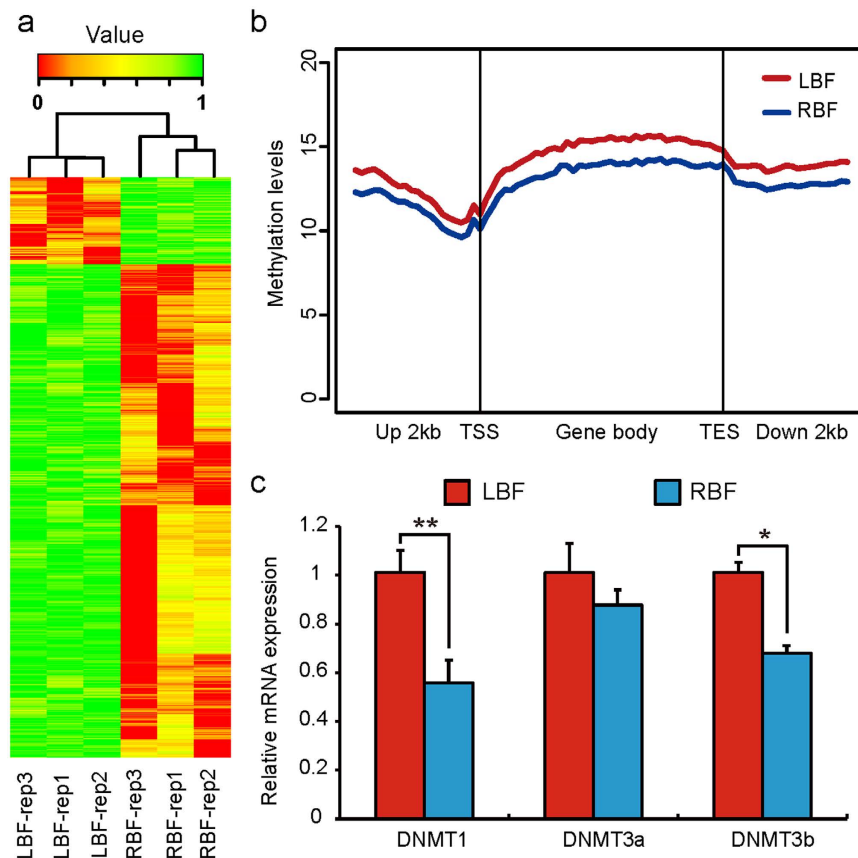 a
Value
0 1
LBF-rep3
LBF-rep1
LBF-rep2
RBF-rep3
RBF-rep1
RBF-rep2
b
Methylation levels
20
15
10
5
0
LBF
RBF
Up 2kb TSS Gene body TES Down 2kb
c
LBF RBF
Relative mRNA expression
1.2
1
0.8
0.6
0.4
0.2
0
**
*
DNMT1 DNMT3a DNMT3b